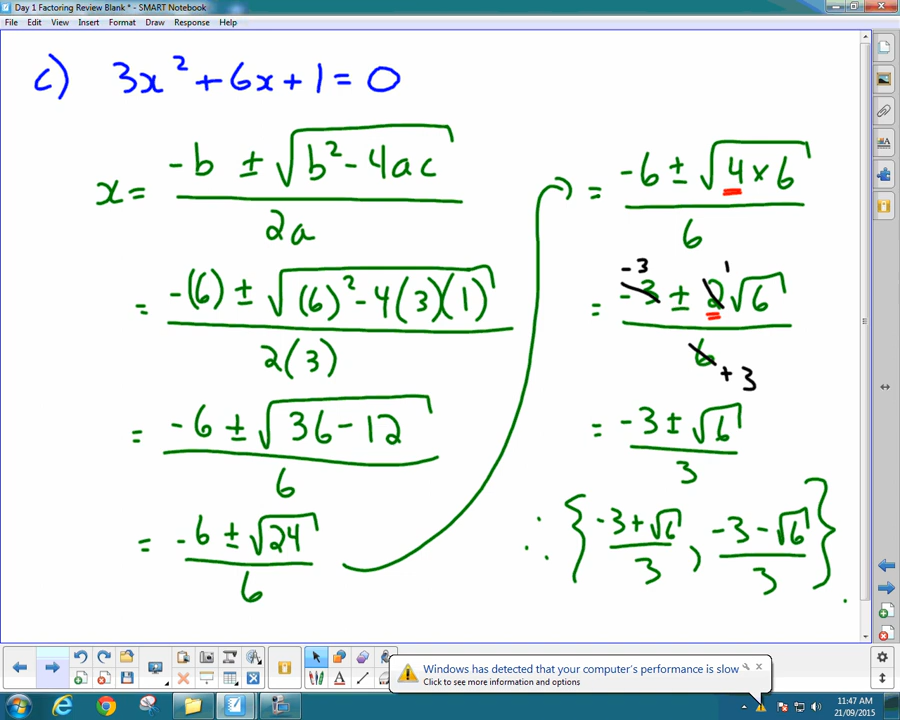 Day 1 Factoring Review Blank * - SMART Notebook
File Edit View Insert Format Draw Response Help
c) 3x² + 6x + 1 = 0
x = (-b ± √(b² - 4ac)) / 2a
= (-(6) ± √((6)² - 4(3)(1))) / 2(3)
= (-6 ± √(36 - 12)) / 6
= (-6 ± √24) / 6
= (-6 ± √(4 × 6)) / 6
-3 1
= (-3 ± 2√6) / 6
+3
= (-3 ± √6) / 3
∴ { (-3 + √6) / 3 , (-3 - √6) / 3 } .
Windows has detected that your computer's performance is slow
Click to see more information and options
11:47 AM
21/09/2015